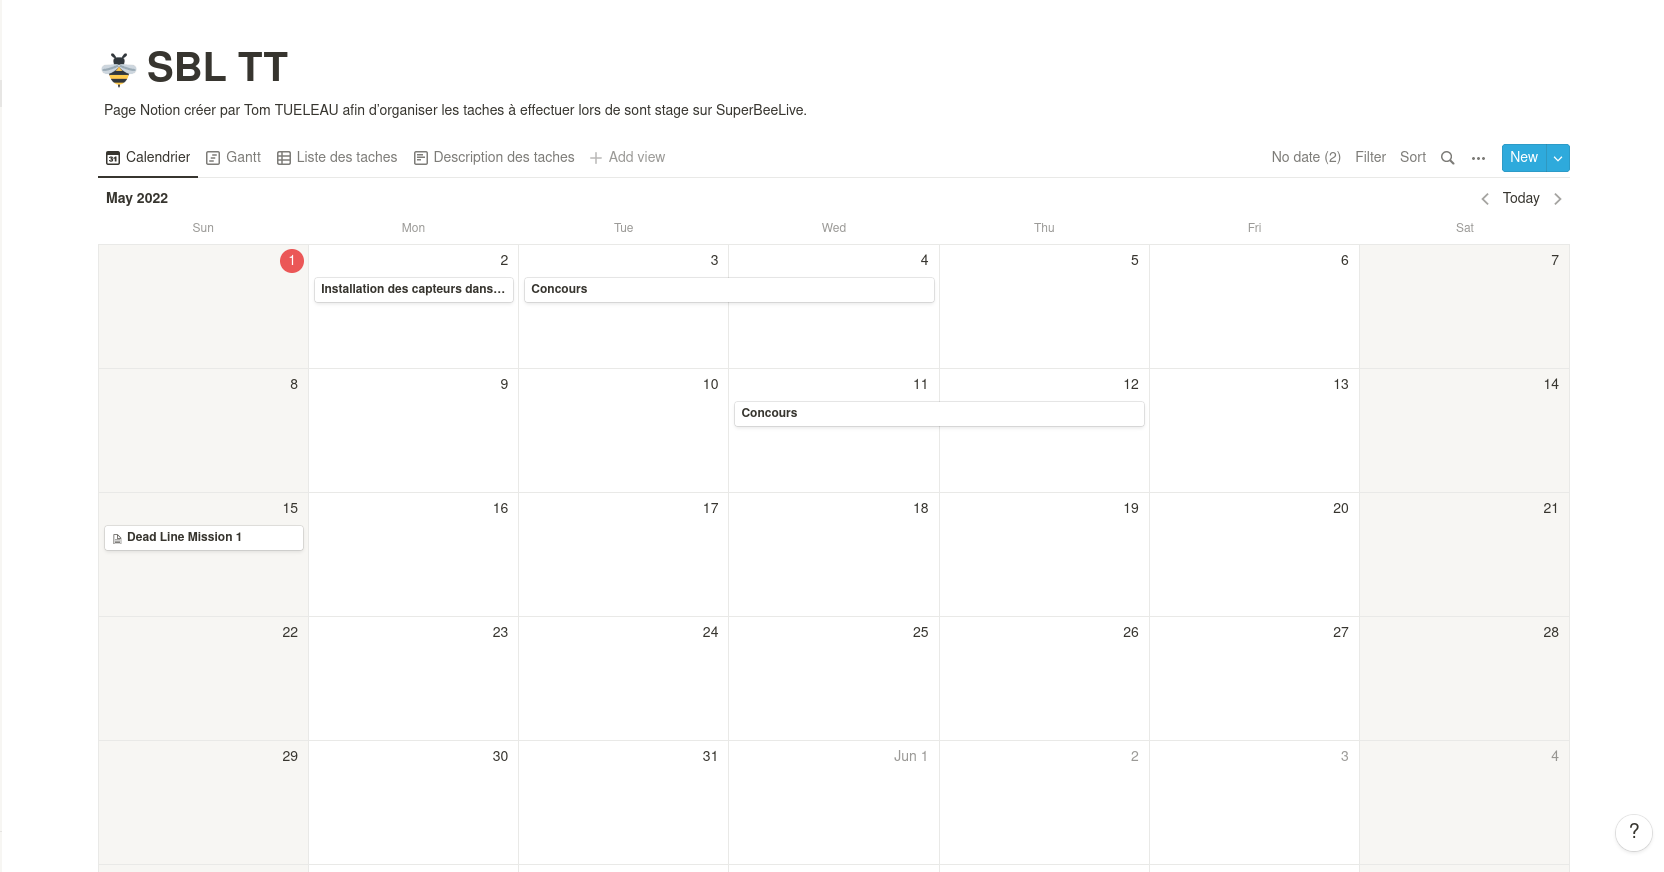 SBL TT
Page Notion créer par Tom TUELEAU afin d'organiser les taches à effectuer lors de sont stage sur SuperBeeLive.
Calendrier Gantt Liste des taches Description des taches Add view No date (2) Filter Sort New
May 2022 Today
Sun Mon Tue Wed Thu Fri Sat
1 2 3 4 5 6 7
Installation des capteurs dans... Concours
8 9 10 11 12 13 14
Concours
15 16 17 18 19 20 21
Dead Line Mission 1
22 23 24 25 26 27 28
29 30 31 Jun 1 2 3 4
?